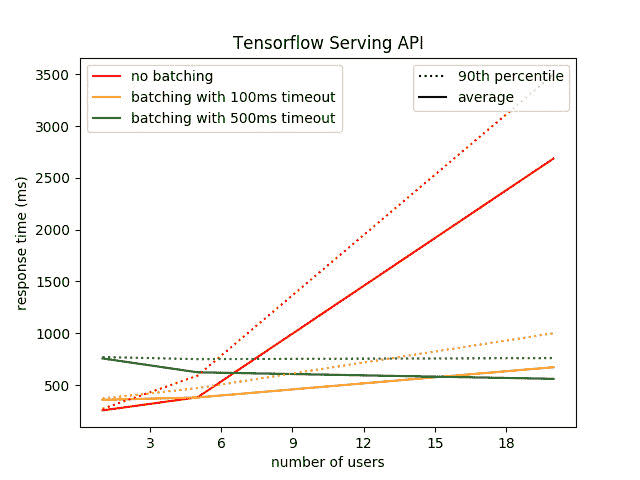 Tensorflow Serving API
no batching
batching with 100ms timeout
batching with 500ms timeout
90th percentile
average
response time (ms)
3500
3000
2500
2000
1500
1000
500
3 6 9 12 15 18
number of users